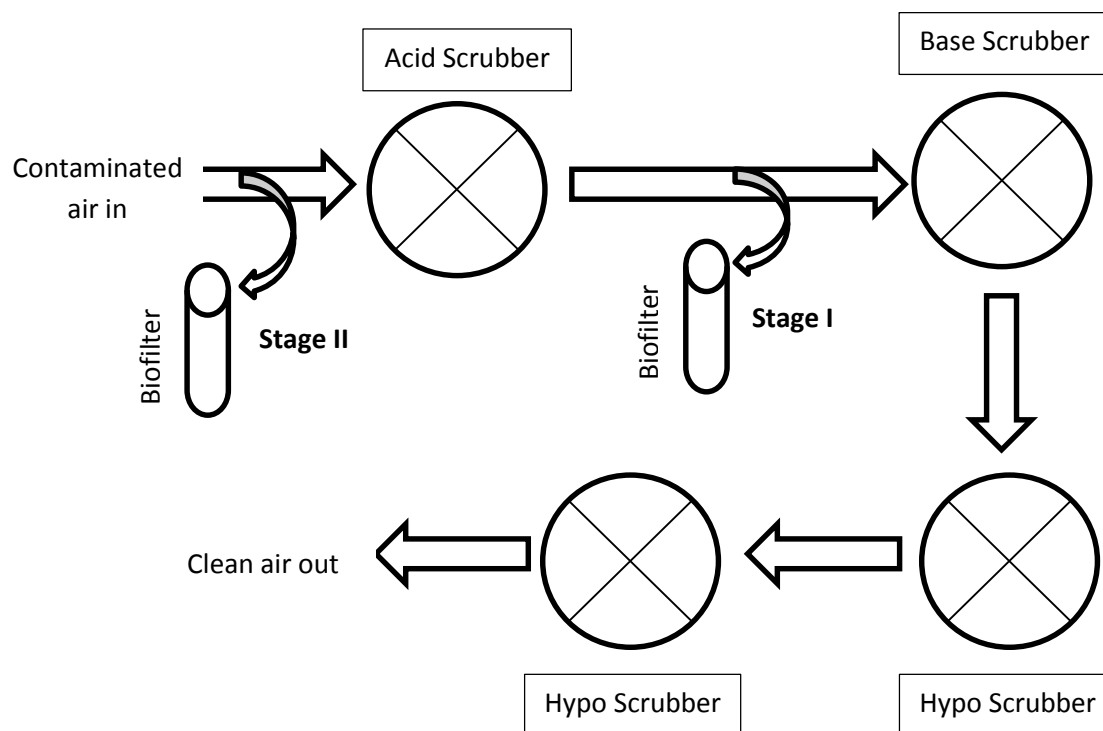 Acid Scrubber
Base Scrubber
Contaminated
air in
Biofilter
Stage II
Biofilter
Stage I
Clean air out
Hypo Scrubber
Hypo Scrubber